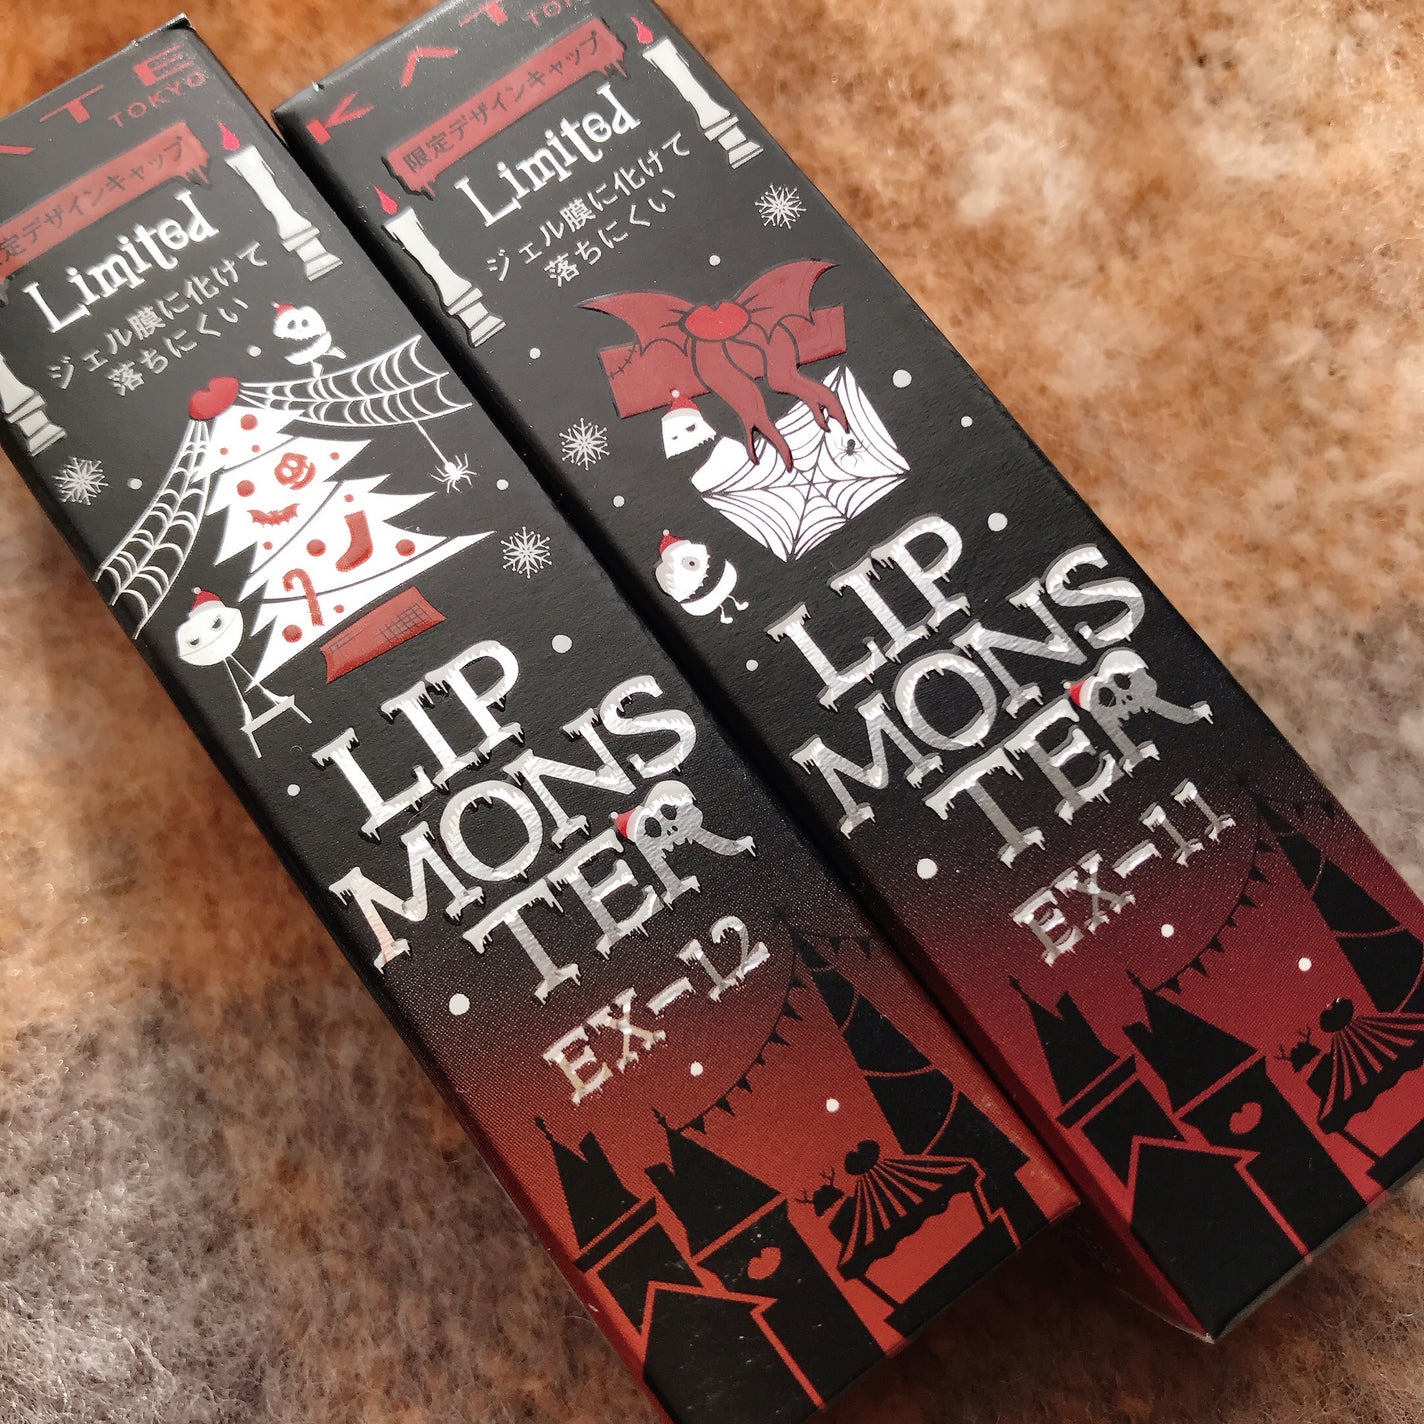 ATE
TOKYO
定デザインキャップ
Limited
ジェル膜に化けて
落ちにくい
LIP
MONS
TER
EX-12
KAT
TOK
限定デザインキャップ
Limited
ジェル膜に化けて
落ちにくい
LIP
MONS
TER
EX-11